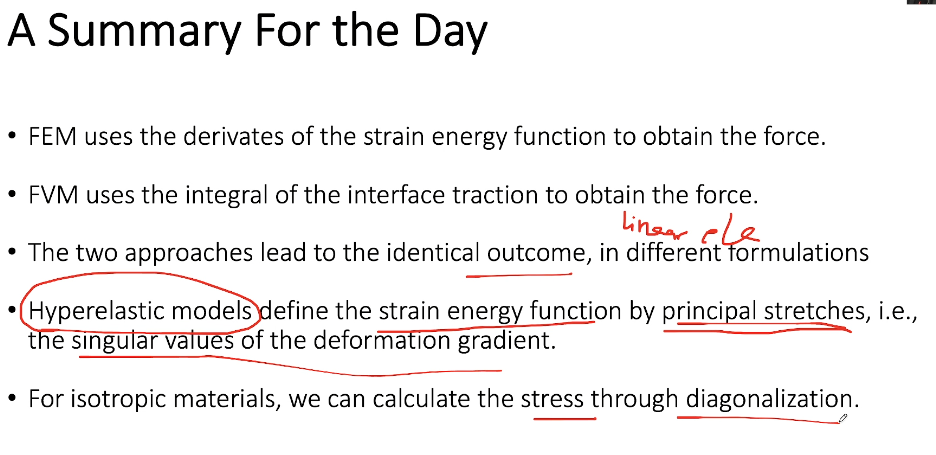 A Summary For the Day
• FEM uses the derivates of the strain energy function to obtain the force.
• FVM uses the integral of the interface traction to obtain the force.
linear ele
• The two approaches lead to the identical outcome, in different formulations
• Hyperelastic models define the strain energy function by principal stretches, i.e.,
the singular values of the deformation gradient.
• For isotropic materials, we can calculate the stress through diagonalization.